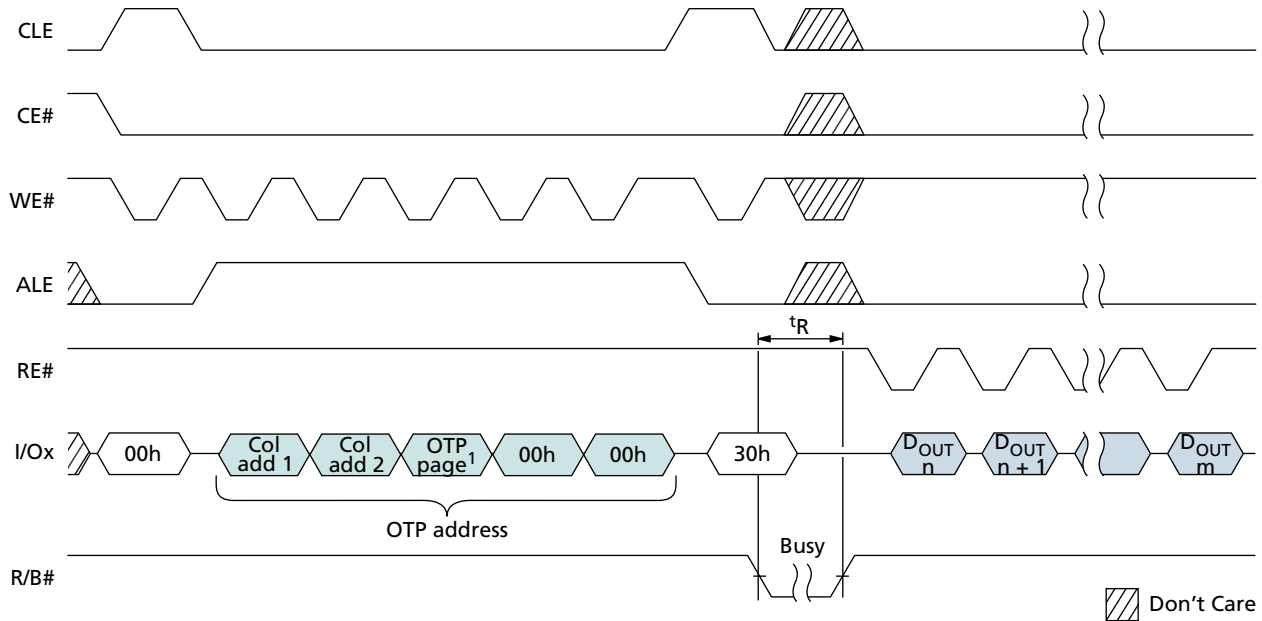 CLE
CE#
WE#
ALE
tR
RE#
I/Ox
00h
Col
add 1
Col
add 2
OTP
page1
00h
00h
30h
DOUT
n
DOUT
n + 1
DOUT
m
OTP address
Busy
R/B#
Don't Care